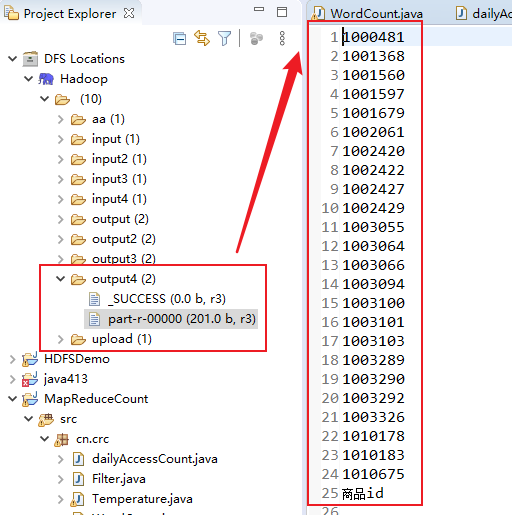 Project Explorer
DFS Locations
Hadoop
(10)
aa (1)
input (1)
input2 (1)
input3 (1)
input4 (1)
output (2)
output2 (2)
output3 (2)
output4 (2)
_SUCCESS (0.0 b, r3)
part-r-00000 (201.0 b, r3)
upload (1)
HDFSDemo
java413
MapReduceCount
src
cn.crc
dailyAccessCount.java
Filter.java
Temperature.java
WordCount.java
dailyAc
1 1000481
2 1001368
3 1001560
4 1001597
5 1001679
6 1002061
7 1002420
8 1002422
9 1002427
10 1002429
11 1003055
12 1003064
13 1003066
14 1003094
15 1003100
16 1003101
17 1003103
18 1003289
19 1003290
20 1003292
21 1003326
22 1010178
23 1010183
24 1010675
25 商品id
26